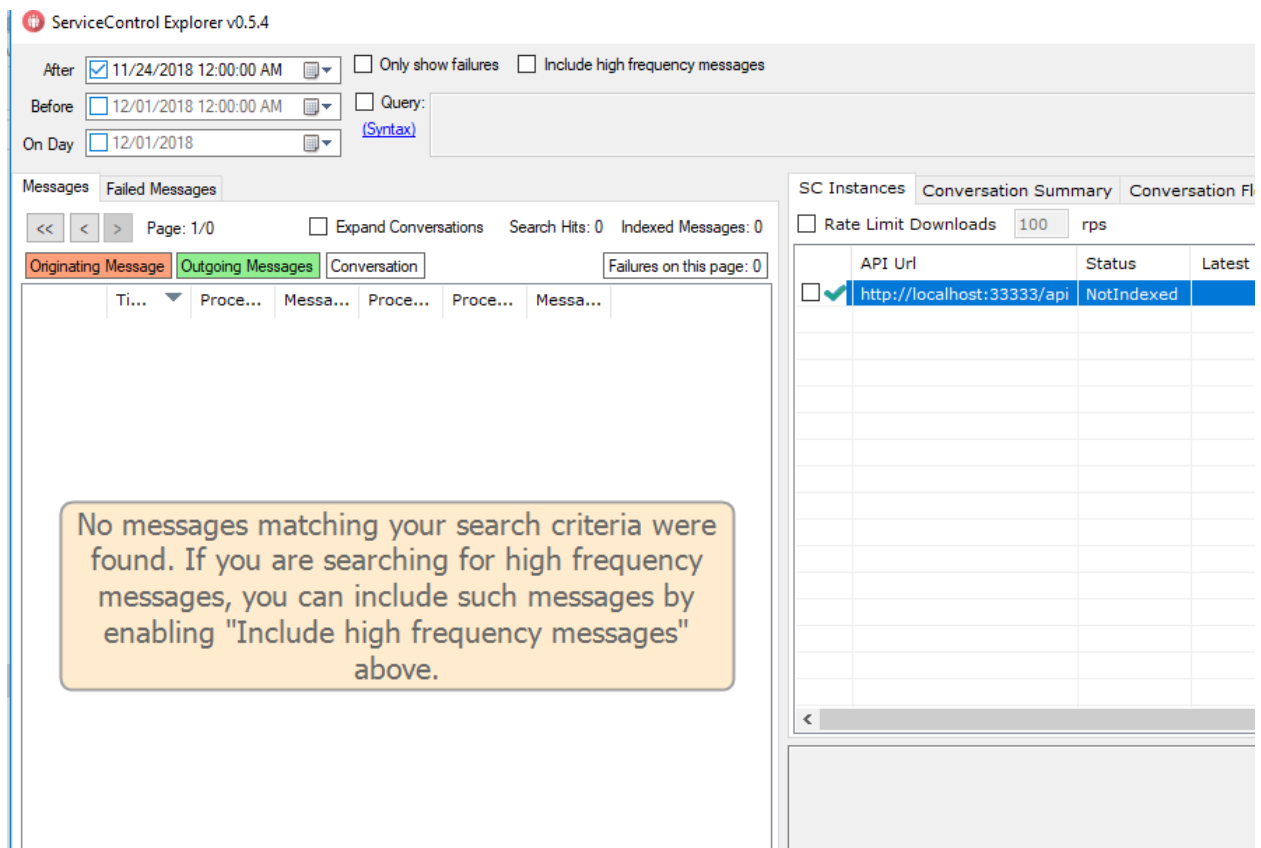 ServiceControl Explorer v0.5.4
After 11/24/2018 12:00:00 AM Only show failures Include high frequency messages
Before 12/01/2018 12:00:00 AM Query:
(Syntax)
On Day 12/01/2018
Messages Failed Messages
<< < > Page: 1/0 Expand Conversations Search Hits: 0 Indexed Messages: 0
Originating Message Outgoing Messages Conversation Failures on this page: 0
Ti... Proce... Messa... Proce... Proce... Messa...
No messages matching your search criteria were
found. If you are searching for high frequency
messages, you can include such messages by
enabling "Include high frequency messages"
above.
SC Instances Conversation Summary Conversation Fl
Rate Limit Downloads 100 rps
API Url Status Latest
http://localhost:33333/api NotIndexed
<